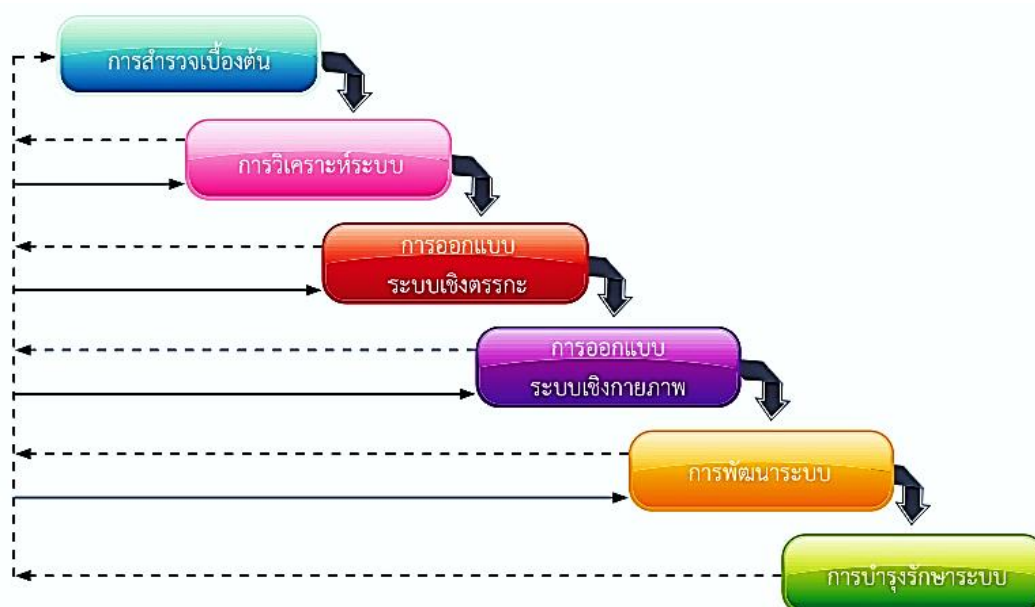 การสำรวจเบื้องต้น
การวิเคราะห์ระบบ
การออกแบบ
ระบบเชิงตรรกะ
การออกแบบ
ระบบเชิงกายภาพ
การพัฒนาระบบ
การบำรุงรักษาระบบ